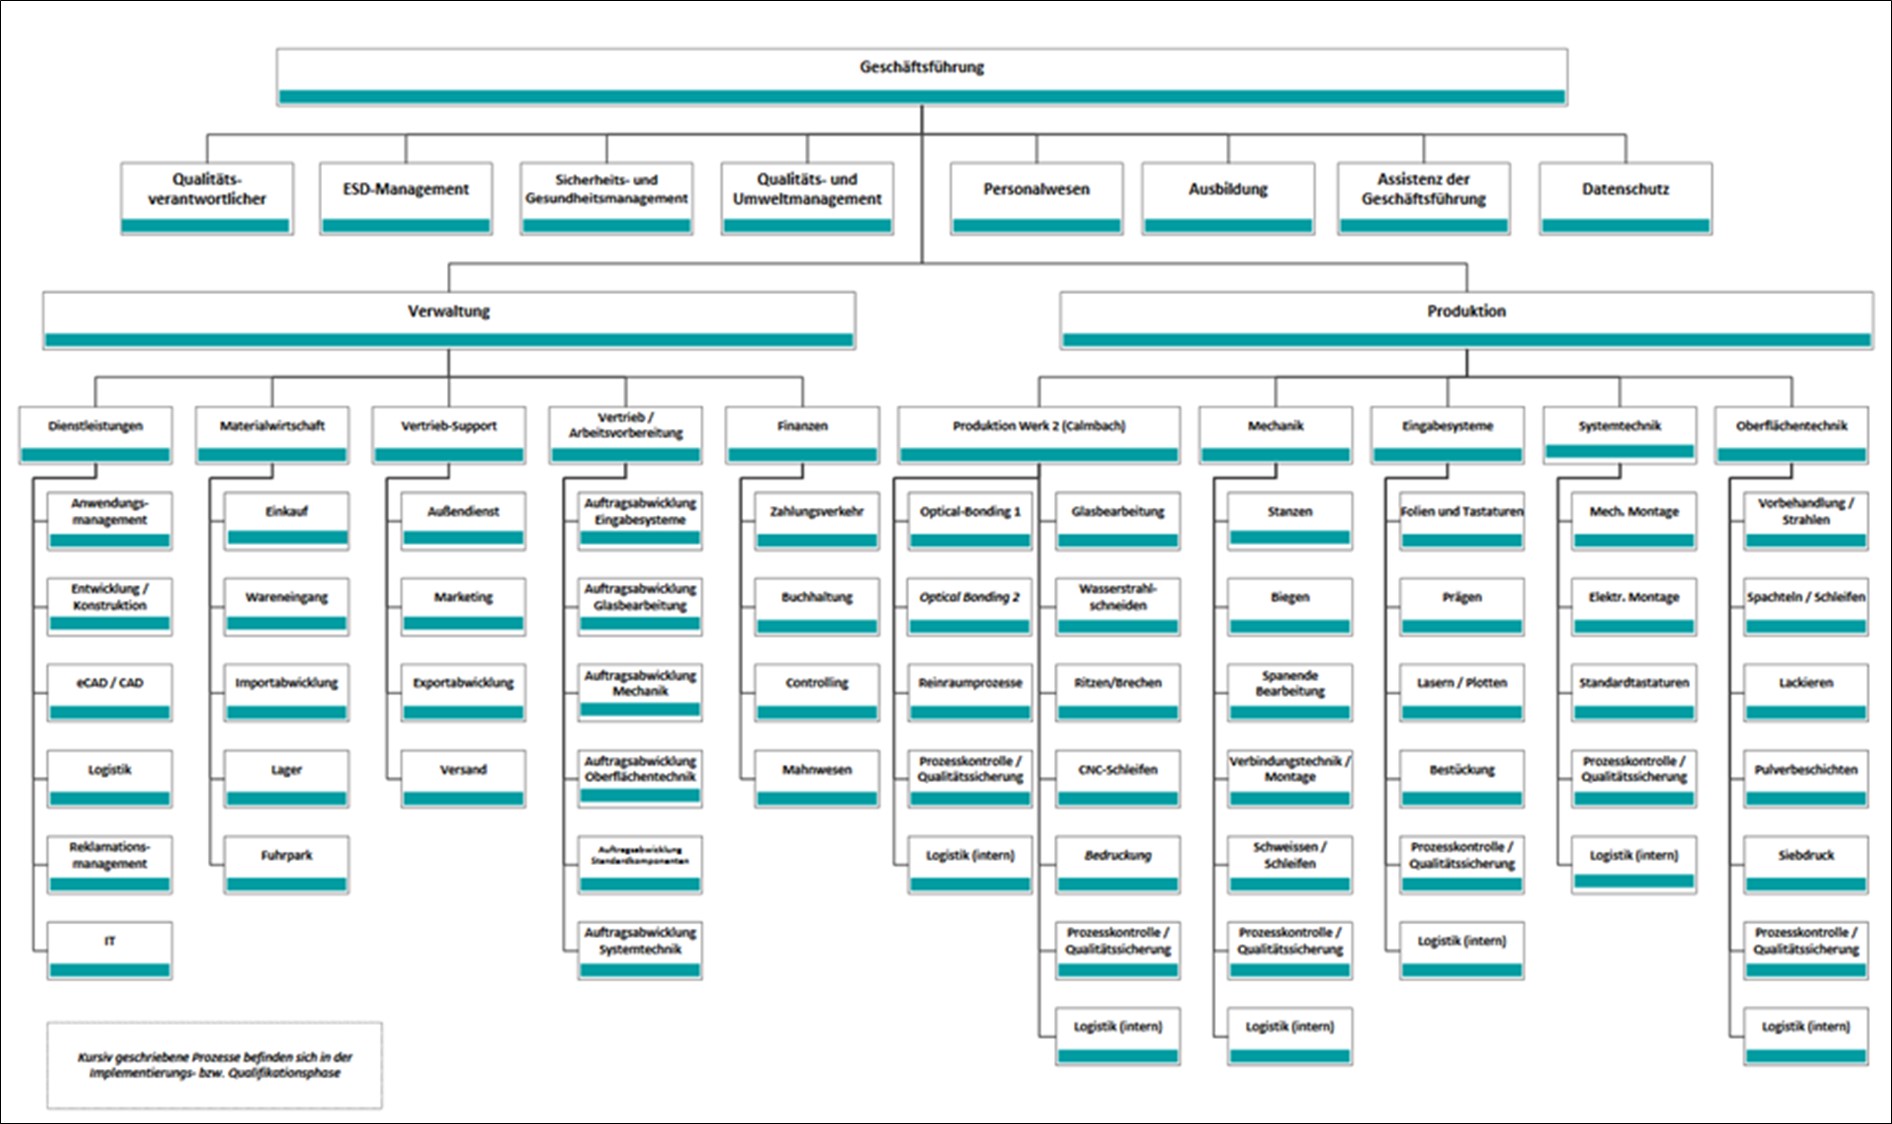 Geschäftsführung
Qualitäts-
verantwortlicher
ESD-Management
Sicherheits- und
Gesundheitsmanagement
Qualitäts- und
Umweltmanagement
Personalwesen
Ausbildung
Assistenz der
Geschäftsführung
Datenschutz
Verwaltung
Produktion
Dienstleistungen
Materialwirtschaft
Vertrieb-Support
Vertrieb /
Arbeitsvorbereitung
Finanzen
Produktion Werk 2 (Calmbach)
Mechanik
Eingabesysteme
Systemtechnik
Oberflächentechnik
Anwendungs-
management
Entwicklung /
Konstruktion
eCAD / CAD
Logistik
Reklamations-
management
IT
Einkauf
Wareneingang
Importabwicklung
Lager
Fuhrpark
Außendienst
Marketing
Exportabwicklung
Versand
Auftragsabwicklung
Eingabesysteme
Auftragsabwicklung
Glasbearbeitung
Auftragsabwicklung
Mechanik
Auftragsabwicklung
Oberflächentechnik
Auftragsabwicklung
Standardkomponenten
Auftragsabwicklung
Systemtechnik
Zahlungsverkehr
Buchhaltung
Controlling
Mahnwesen
Optical-Bonding 1
Optical Bonding 2
Reinraumprozesse
Prozesskontrolle /
Qualitätssicherung
Logistik (intern)
Glasbearbeitung
Wasserstrahl-
schneiden
Ritzen/Brechen
CNC-Schleifen
Bedruckung
Prozesskontrolle /
Qualitätssicherung
Logistik (intern)
Stanzen
Biegen
Spanende
Bearbeitung
Verbindungstechnik /
Montage
Schweissen /
Schleifen
Prozesskontrolle /
Qualitätssicherung
Logistik (intern)
Folien und Tastaturen
Prägen
Lasern / Plotten
Bestückung
Prozesskontrolle /
Qualitätssicherung
Logistik (intern)
Mech. Montage
Elektr. Montage
Standardtastaturen
Prozesskontrolle /
Qualitätssicherung
Logistik (intern)
Vorbehandlung /
Strahlen
Spachteln / Schleifen
Lackieren
Pulverbeschichten
Siebdruck
Prozesskontrolle /
Qualitätssicherung
Logistik (intern)
Kursiv geschriebene Prozesse befinden sich in der
Implementierungs- bzw. Qualifikationsphase